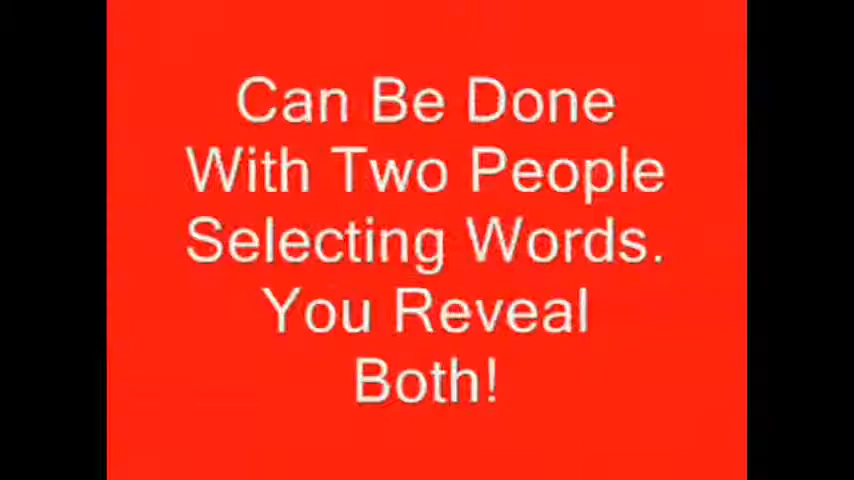 Can Be Done
With Two People
Selecting Words.
You Reveal
Both!